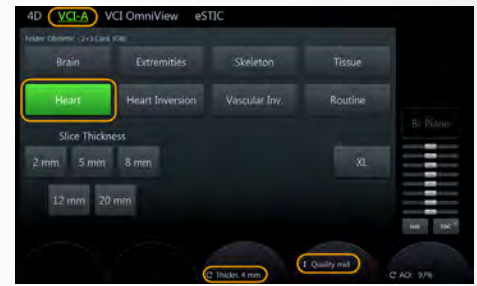 4D VCI-A VCI OmniView eSTIC
Brain Extremities Skeleton Tissue
Heart Heart Inversion Vascular Inv. Routine
Bi Plane
Slice Thickness
2 mm 5 mm 8 mm XL
12 mm 20 mm
Thickn. 4 mm Quality mid AO: 97%